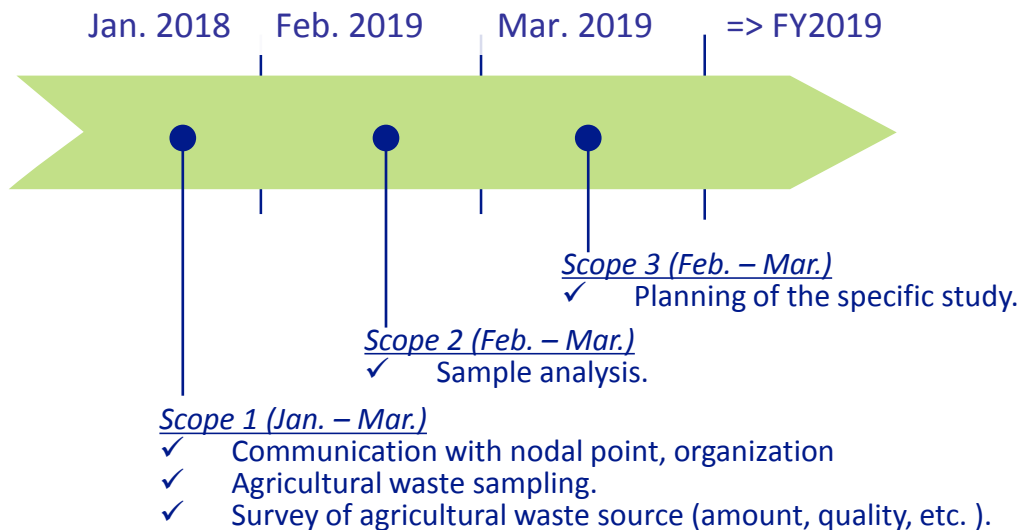 Jan. 2018 Feb. 2019 Mar. 2019 => FY2019
Scope 3 (Feb. – Mar.)
✓ Planning of the specific study.
Scope 2 (Feb. – Mar.)
✓ Sample analysis.
Scope 1 (Jan. – Mar.)
✓ Communication with nodal point, organization
✓ Agricultural waste sampling.
✓ Survey of agricultural waste source (amount, quality, etc. ).